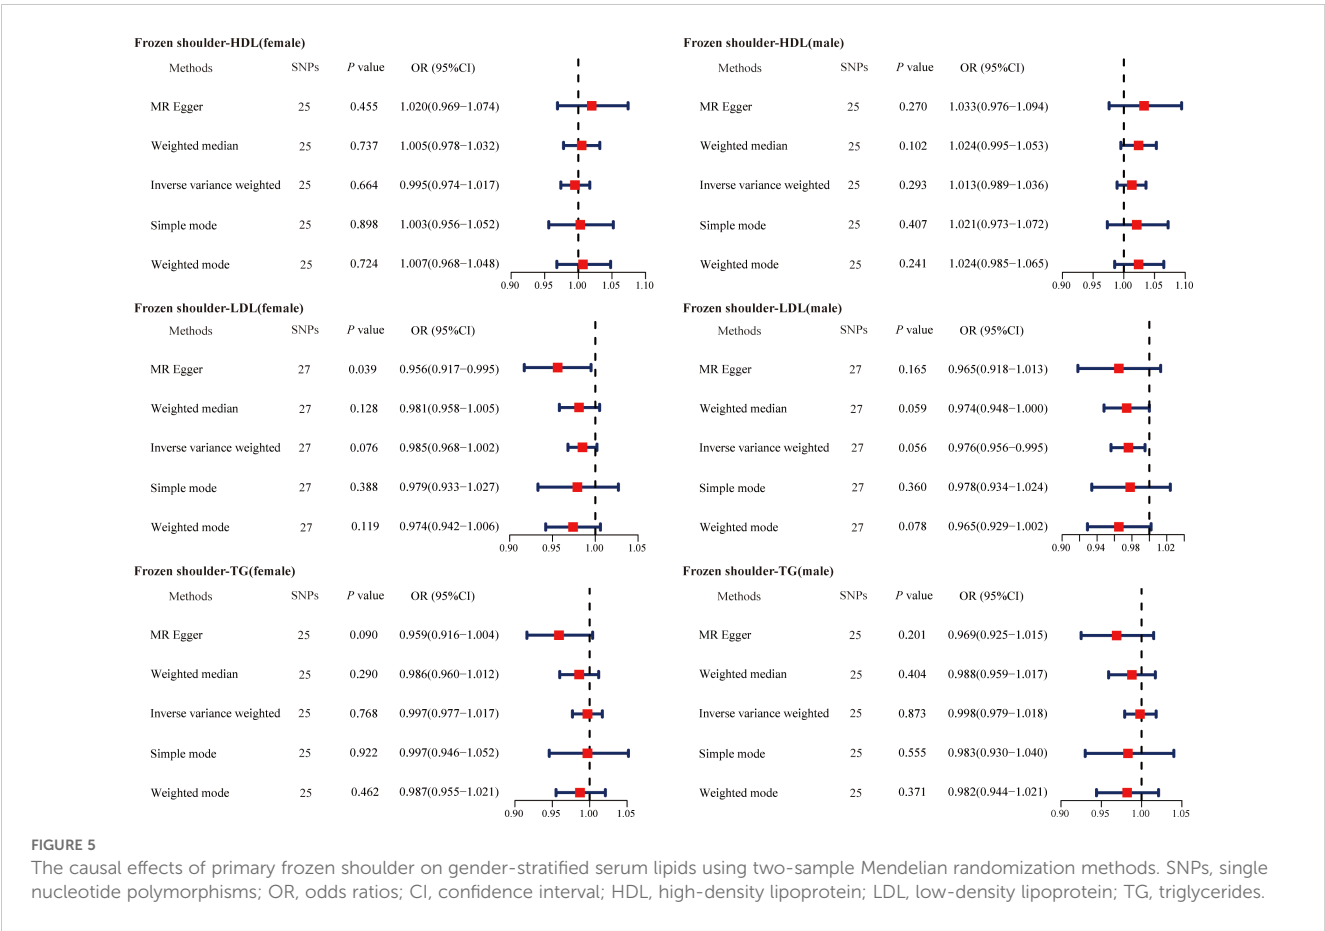 Frozen shoulder-HDL(female)
Methods SNPs P value OR (95%CI)
MR Egger 25 0.455 1.020(0.969−1.074)
Weighted median 25 0.737 1.005(0.978−1.032)
Inverse variance weighted 25 0.664 0.995(0.974−1.017)
Simple mode 25 0.898 1.003(0.956−1.052)
Weighted mode 25 0.724 1.007(0.968−1.048)
0.90 0.95 1.00 1.05 1.10
Frozen shoulder-HDL(male)
Methods SNPs P value OR (95%CI)
MR Egger 25 0.270 1.033(0.976−1.094)
Weighted median 25 0.102 1.024(0.995−1.053)
Inverse variance weighted 25 0.293 1.013(0.989−1.036)
Simple mode 25 0.407 1.021(0.973−1.072)
Weighted mode 25 0.241 1.024(0.985−1.065)
0.90 0.95 1.00 1.05 1.10
Frozen shoulder-LDL(female)
Methods SNPs P value OR (95%CI)
MR Egger 27 0.039 0.956(0.917−0.995)
Weighted median 27 0.128 0.981(0.958−1.005)
Inverse variance weighted 27 0.076 0.985(0.968−1.002)
Simple mode 27 0.388 0.979(0.933−1.027)
Weighted mode 27 0.119 0.974(0.942−1.006)
0.90 0.95 1.00 1.05
Frozen shoulder-LDL(male)
Methods SNPs P value OR (95%CI)
MR Egger 27 0.165 0.965(0.918−1.013)
Weighted median 27 0.059 0.974(0.948−1.000)
Inverse variance weighted 27 0.056 0.976(0.956−0.995)
Simple mode 27 0.360 0.978(0.934−1.024)
Weighted mode 27 0.078 0.965(0.929−1.002)
0.90 0.94 0.98 1.02
Frozen shoulder-TG(female)
Methods SNPs P value OR (95%CI)
MR Egger 25 0.090 0.959(0.916−1.004)
Weighted median 25 0.290 0.986(0.960−1.012)
Inverse variance weighted 25 0.768 0.997(0.977−1.017)
Simple mode 25 0.922 0.997(0.946−1.052)
Weighted mode 25 0.462 0.987(0.955−1.021)
0.90 0.95 1.00 1.05
Frozen shoulder-TG(male)
Methods SNPs P value OR (95%CI)
MR Egger 25 0.201 0.969(0.925−1.015)
Weighted median 25 0.404 0.988(0.959−1.017)
Inverse variance weighted 25 0.873 0.998(0.979−1.018)
Simple mode 25 0.555 0.983(0.930−1.040)
Weighted mode 25 0.371 0.982(0.944−1.021)
0.90 0.95 1.00 1.05
FIGURE 5
The causal effects of primary frozen shoulder on gender-stratified serum lipids using two-sample Mendelian randomization methods. SNPs, single
nucleotide polymorphisms; OR, odds ratios; CI, confidence interval; HDL, high-density lipoprotein; LDL, low-density lipoprotein; TG, triglycerides.